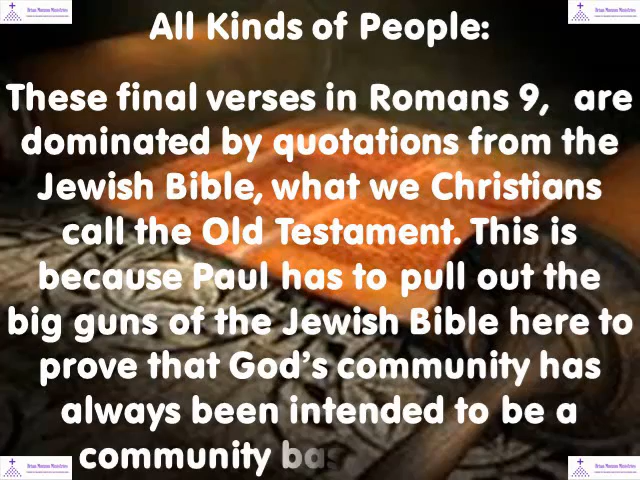 All Kinds of People:
These final verses in Romans 9, are
dominated by quotations from the
Jewish Bible, what we Christians
call the Old Testament. This is
because Paul has to pull out the
big guns of the Jewish Bible here to
prove that God's community has
always been intended to be a
community bas